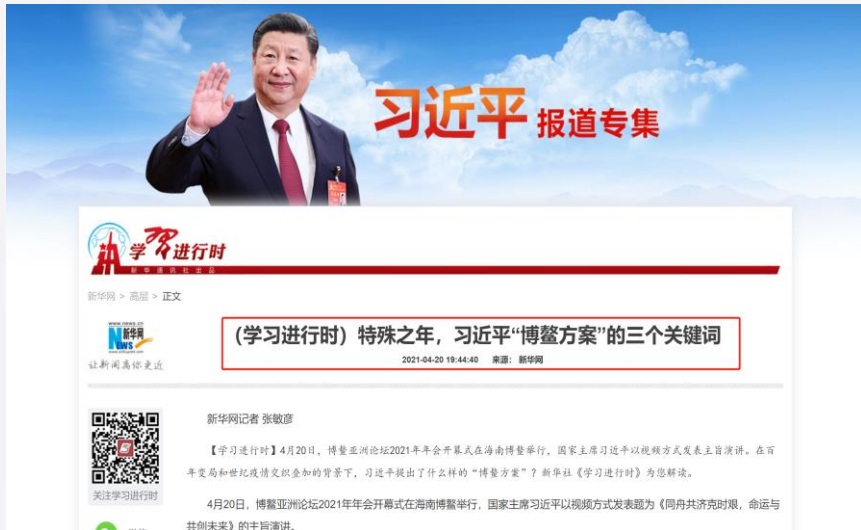 习近平 报道专集
学习进行时
新华通讯社出品
新华网 > 高层 > 正文
www.news.cn
新华网
NEWS
www.xinhuanet.com
让新闻离你更近
（学习进行时）特殊之年，习近平“博鳌方案”的三个关键词
2021-04-20 19:44:40 来源： 新华网
新华网记者 张敏彦
【学习进行时】4月20日，博鳌亚洲论坛2021年年会开幕式在海南博鳌举行，国家主席习近平以视频方式发表主旨演讲。在百
年变局和世纪疫情交织叠加的背景下，习近平提出了什么样的“博鳌方案”？新华社《学习进行时》为您解读。
关注学习进行时
4月20日，博鳌亚洲论坛2021年年会开幕式在海南博鳌举行，国家主席习近平以视频方式发表题为《同舟共济克时艰，命运与
共创未来》的主旨演讲。